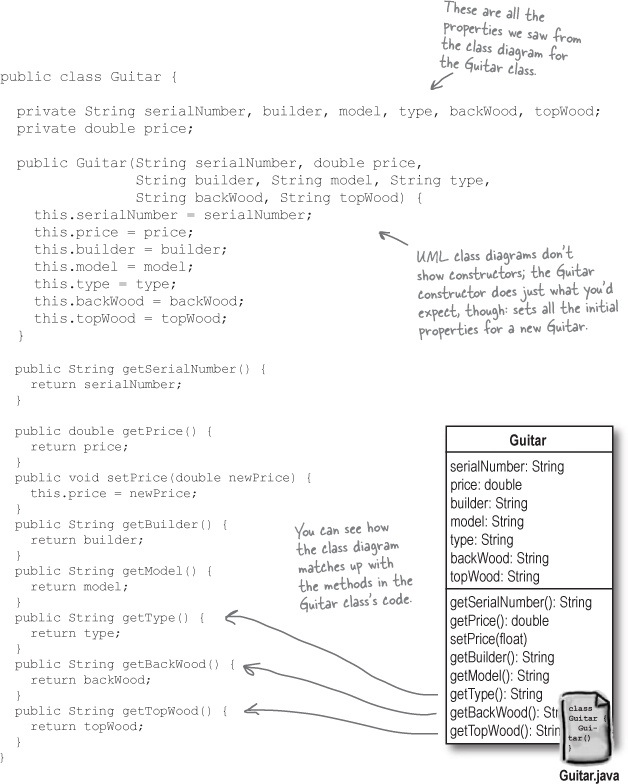 These are all the
properties we saw from
the class diagram for
the Guitar class.
public class Guitar {
private String serialNumber, builder, model, type, backWood, topWood;
private double price;
public Guitar(String serialNumber, double price,
String builder, String model, String type,
String backWood, String topWood) {
this.serialNumber = serialNumber;
this.price = price;
this.builder = builder;
this.model = model;
this.type = type;
this.backWood = backWood;
this.topWood = topWood;
}
UML class diagrams don't
show constructors; the Guitar
constructor does just what you'd
expect, though: sets all the initial
properties for a new Guitar.
public String getSerialNumber() {
return serialNumber;
}
public double getPrice() {
return price;
}
public void setPrice(double newPrice) {
this.price = newPrice;
}
public String getBuilder() {
return builder;
}
public String getModel() {
return model;
}
public String getType() {
return type;
}
public String getBackWood() {
return backWood;
}
public String getTopWood() {
return topWood;
}
}
You can see how
the class diagram
matches up with
the methods in the
Guitar class's code.
Guitar
serialNumber: String
price: double
builder: String
model: String
type: String
backWood: String
topWood: String
getSerialNumber(): String
getPrice(): double
setPrice(float)
getBuilder(): String
getModel(): String
getType(): String
getBackWood():
getTopWood():
class
Guitar {
Gui-
tar()
}
Guitar.java